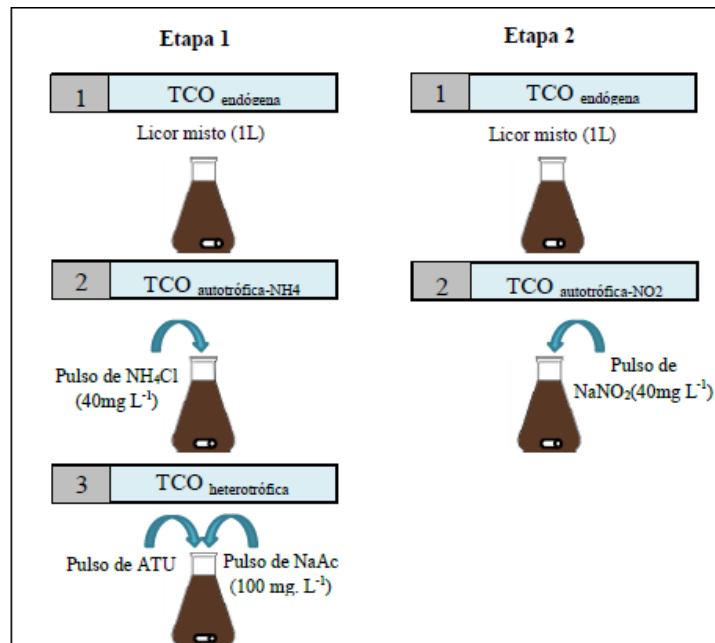 Etapa 1
1 TCO endógena
Licor misto (1L)
2 TCO autotrófica-NH4
Pulso de NH₄Cl
(40mg L⁻¹)
3 TCO heterotrófica
Pulso de ATU
Pulso de NaAc
(100 mg. L⁻¹)
Etapa 2
1 TCO endógena
Licor misto (1L)
2 TCO autotrófica-NO2
Pulso de
NaNO₂(40mg L⁻¹)